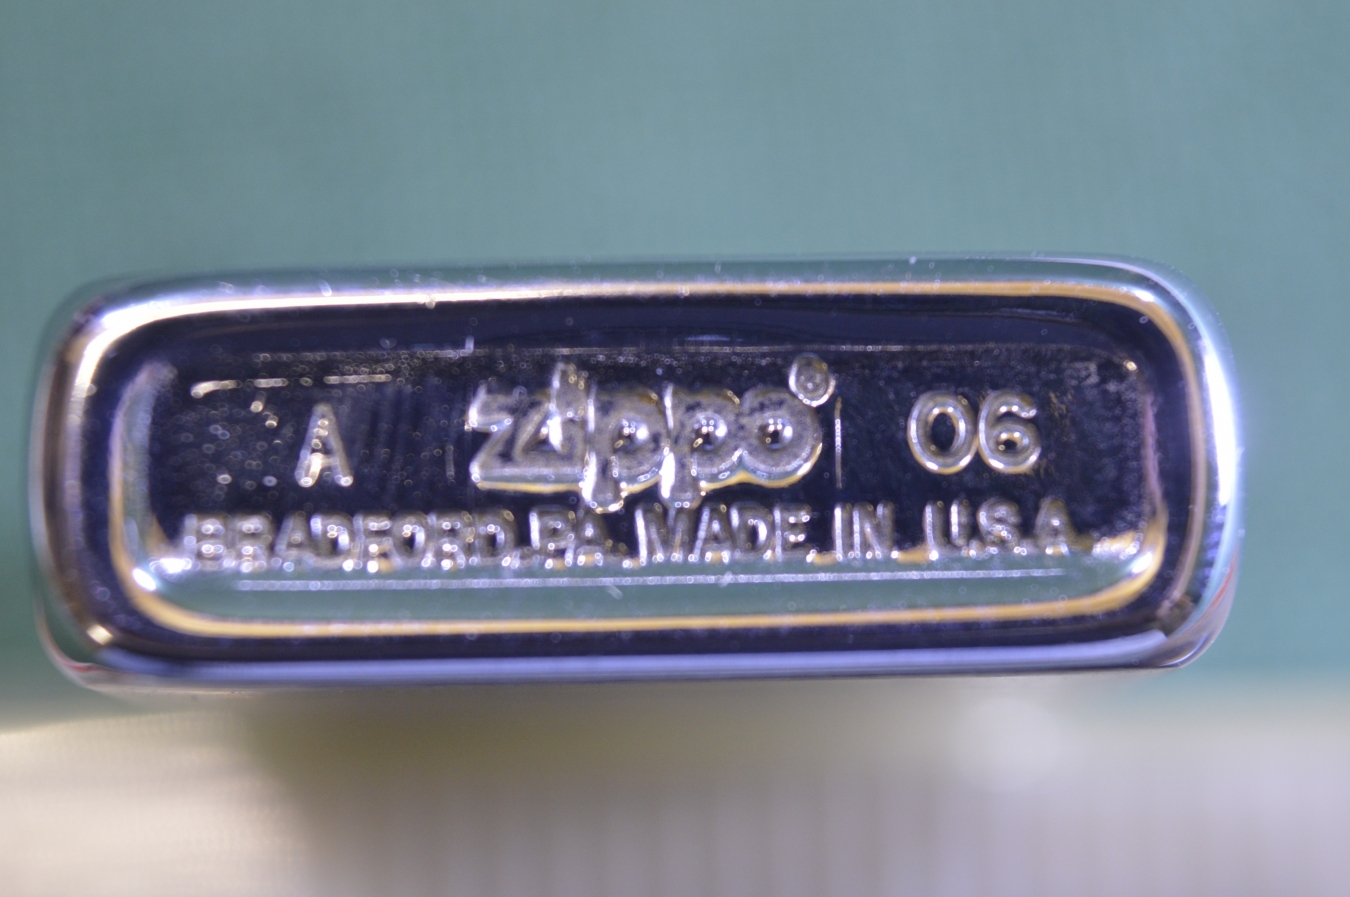 A zippo® 06
BRADFORD, PA. MADE IN U.S.A.